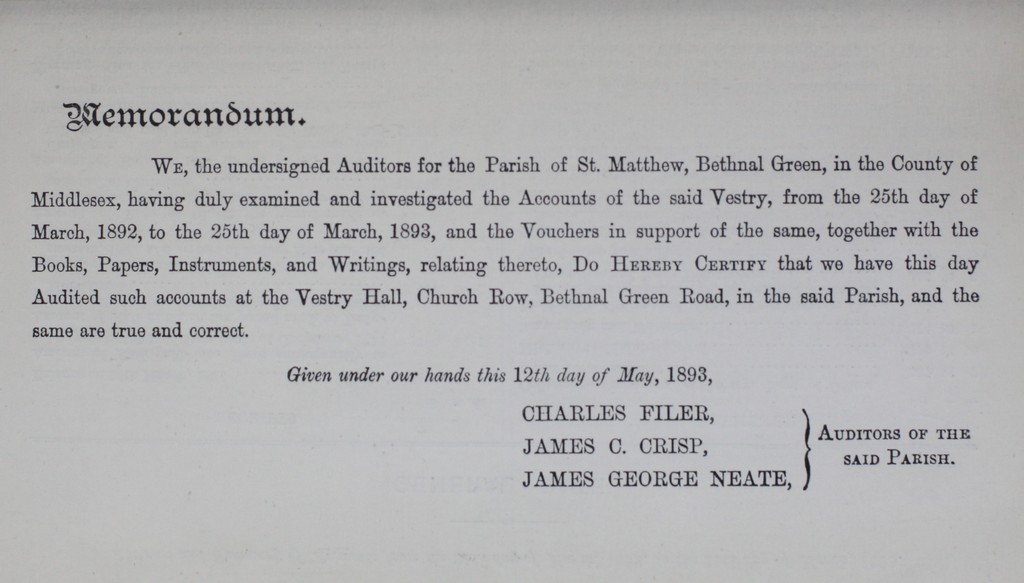 Memorandum.
WE, the undersigned Auditors for the Parish of St. Matthew, Bethnal Green, in the County of
Middlesex, having duly examined and investigated the Accounts of the said Vestry, from the 25th day of
March, 1892, to the 25th day of March, 1893, and the Vouchers in support of the same, together with the
Books, Papers, Instruments, and Writings, relating thereto, DO HEREBY CERTIFY that we have this day
Audited such accounts at the Vestry Hall, Church Row, Bethnal Green Road, in the said Parish, and the
same are true and correct.
Given under our hands this 12th day of May, 1893,
CHARLES FILER,
JAMES C. CRISP,
JAMES GEORGE NEATE,
AUDITORS OF THE
SAID PARISH.